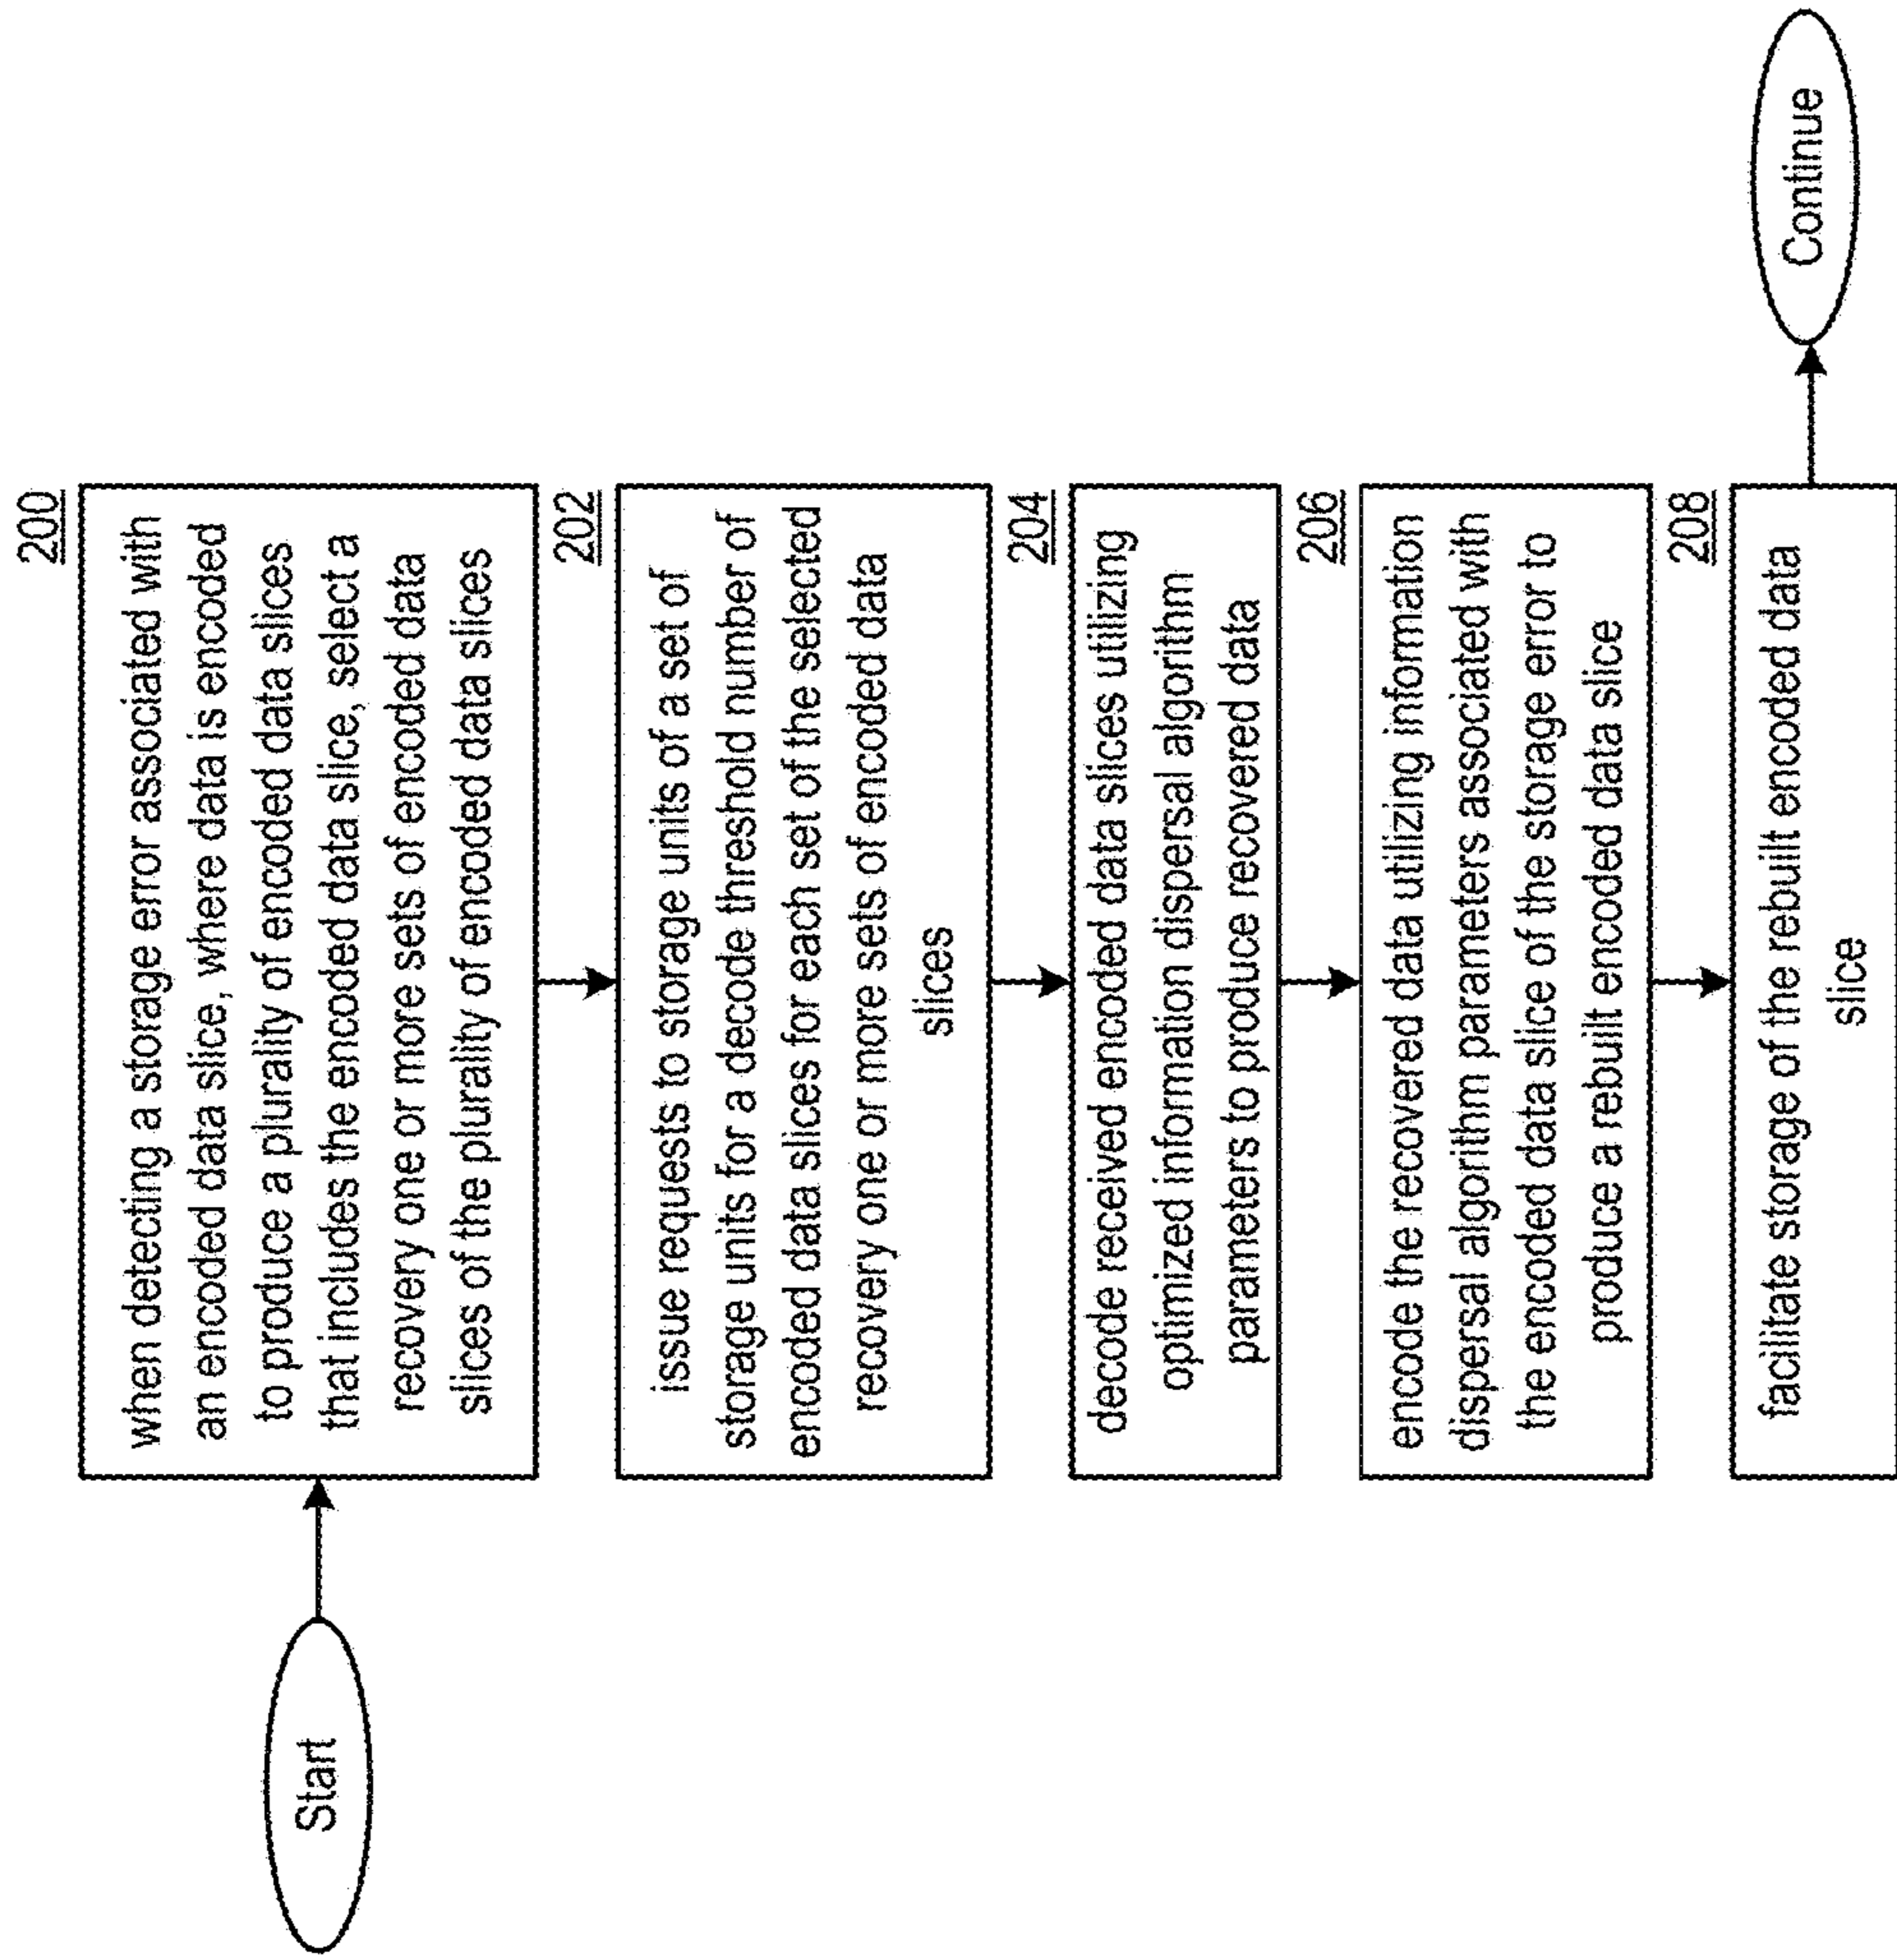 Start
200
when detecting a storage error associated with
an encoded data slice, where data is encoded
to produce a plurality of encoded data slices
that includes the encoded data slice, select a
recovery one or more sets of encoded data
slices of the plurality of encoded data slices
202
issue requests to storage units of a set of
storage units for a decode threshold number of
encoded data slices for each set of the selected
recovery one or more sets of encoded data
slices
204
decode received encoded data slices utilizing
optimized information dispersal algorithm
parameters to produce recovered data
206
encode the recovered data utilizing information
dispersal algorithm parameters associated with
the encoded data slice of the storage error to
produce a rebuilt encoded data slice
208
facilitate storage of the rebuilt encoded data
slice
Continue